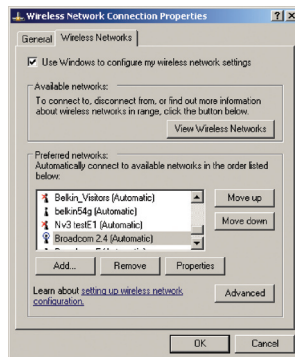 Wireless Network Connection Properties
General
Wireless Networks
Use Windows to configure my wireless network settings
Available networks:
To connect to, disconnect from, or find out more information
about wireless networks in range, click the button below.
View Wireless Networks
Preferred networks:
Automatically connect to available networks in the order listed
below:
Belkin_Visitors (Automatic)
belkin54g (Automatic)
Nv3 testE1 (Automatic)
Broadcom 2.4 (Automatic)
Move up
Move down
Add...
Remove
Properties
Learn about setting up wireless network
configuration.
Advanced
OK
Cancel